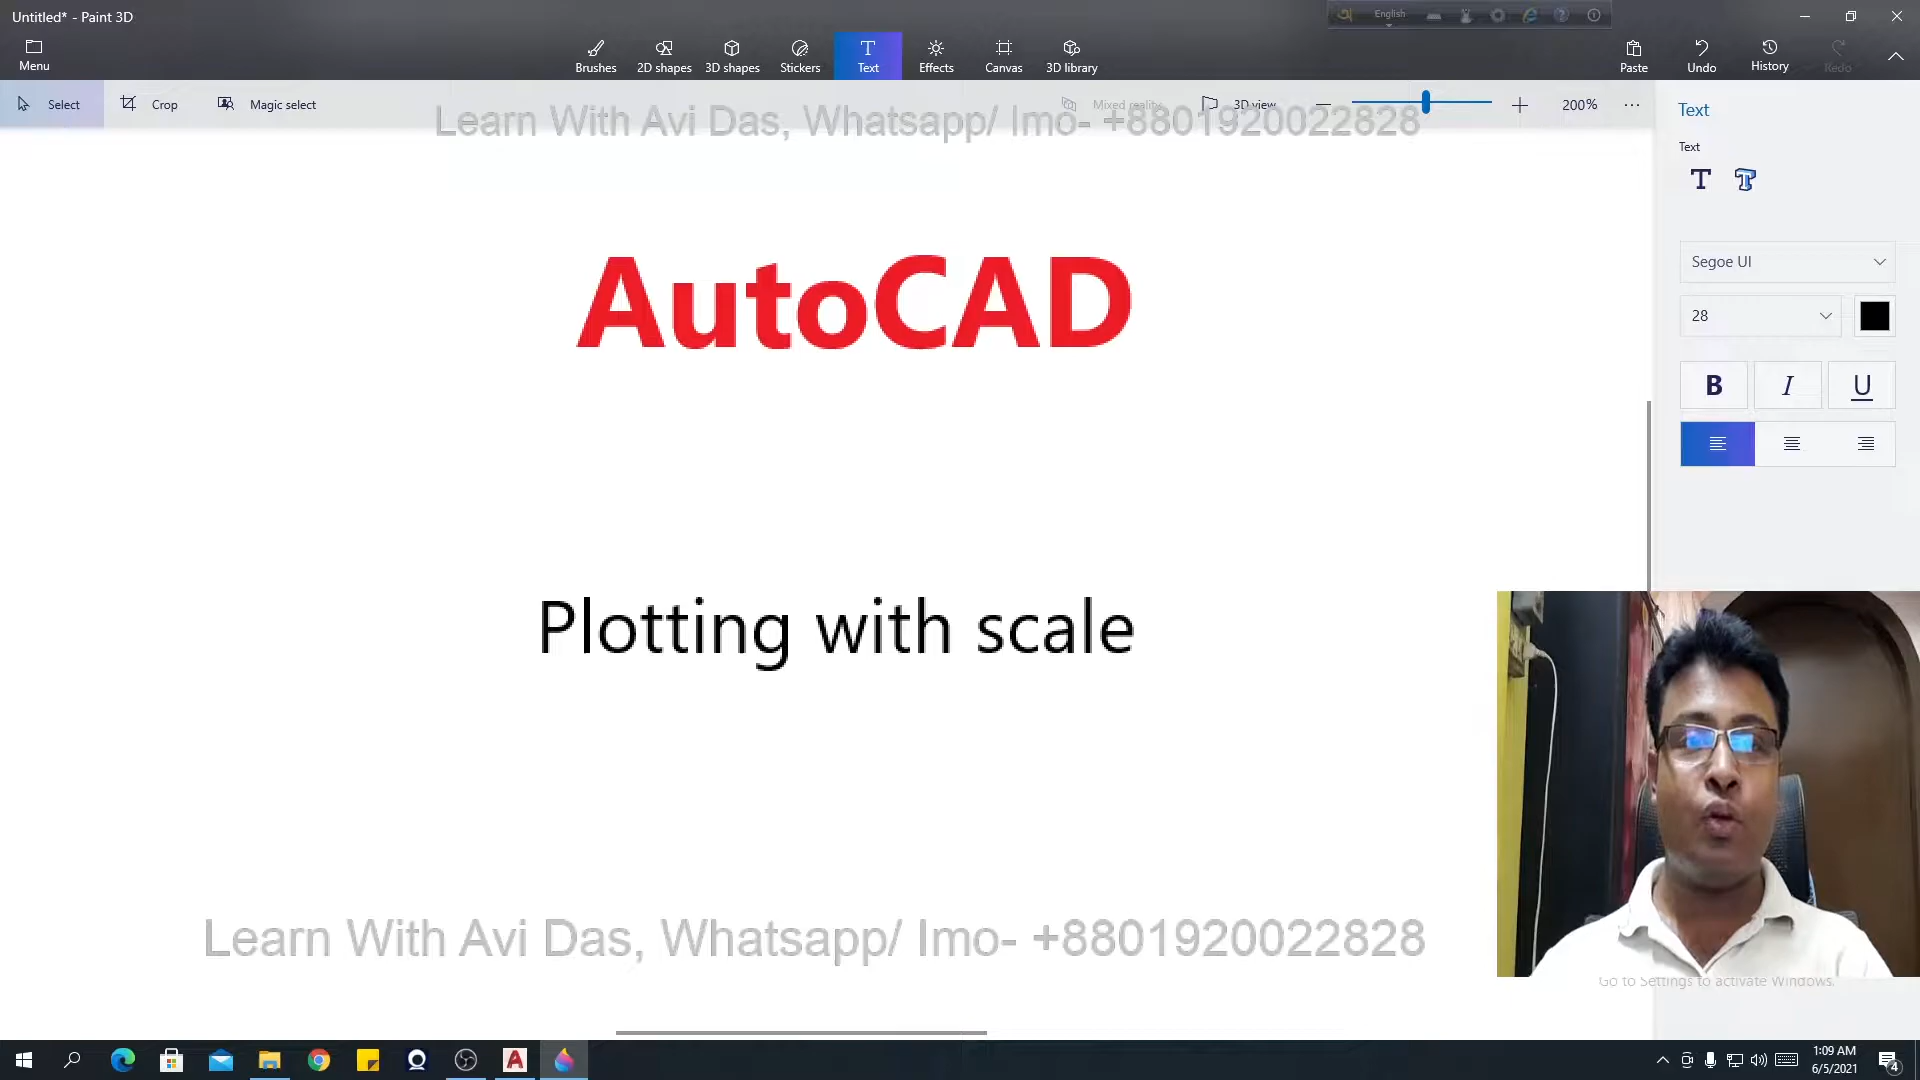 Untitled* - Paint 3D
English
Menu
Brushes
2D shapes
3D shapes
Stickers
Text
Effects
Canvas
3D library
Paste
Undo
History
Redo
Select
Crop
Magic select
Mixed reality
3D view
200%
Learn With Avi Das, Whatsapp/ Imo- +8801920022828
Text
Text
Segoe UI
28
B
I
U
AutoCAD
Plotting with scale
Learn With Avi Das, Whatsapp/ Imo- +8801920022828
Go to Settings to activate Windows.
1:09 AM
6/5/2021
4